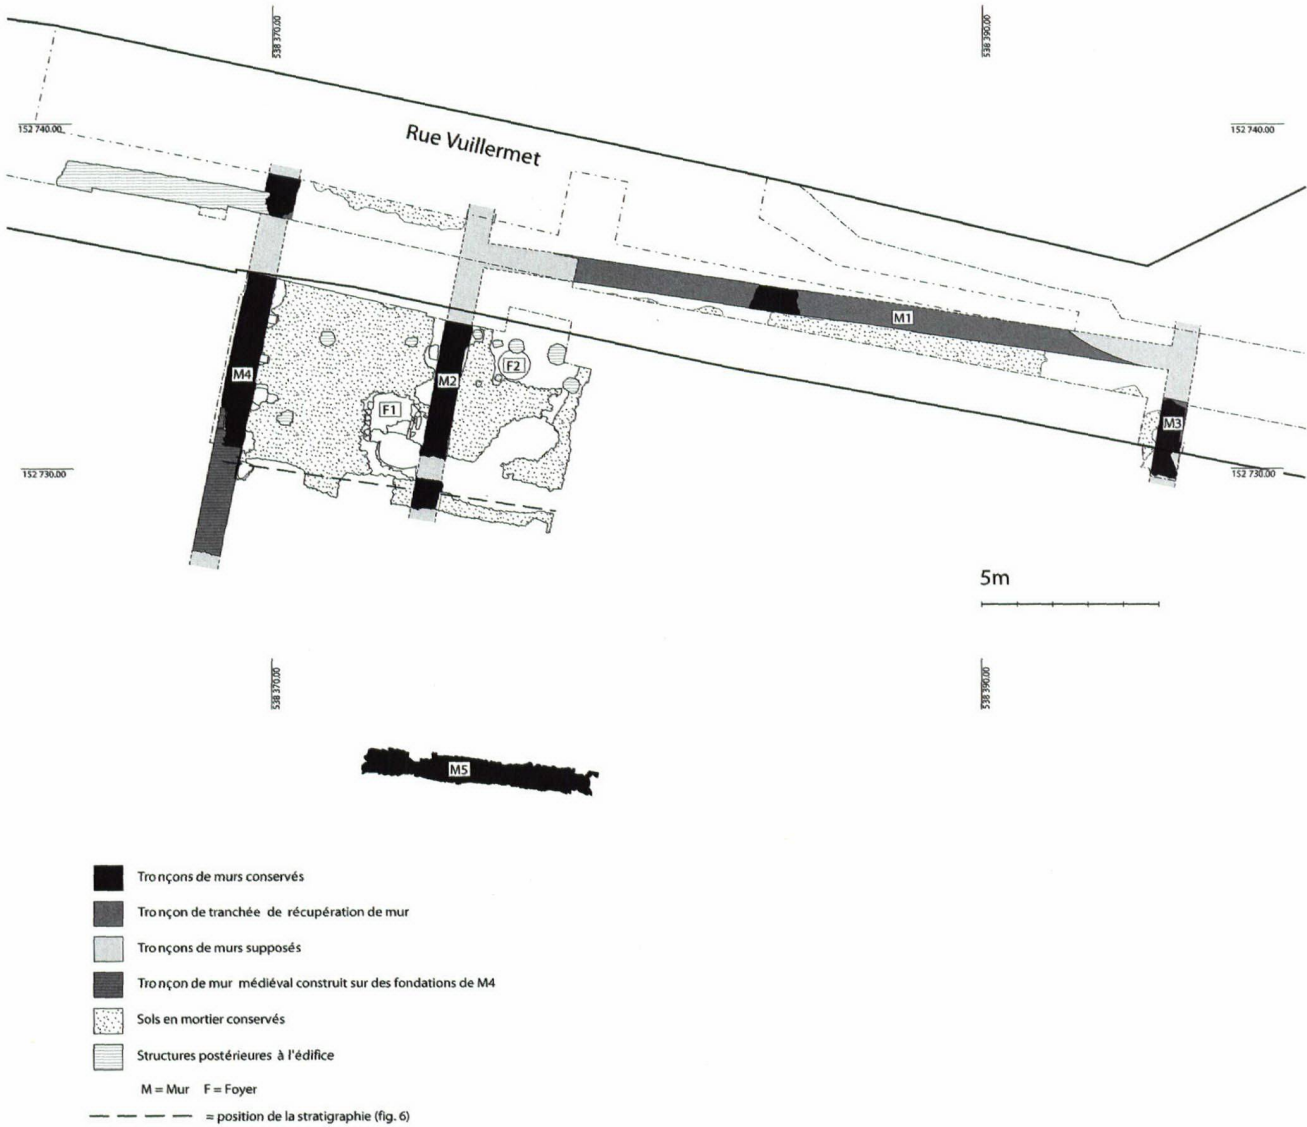 538 370.00
538 390.00
152 740.00
152 740.00
Rue Vuillermet
M1
M4
M2
F2
F1
M3
152 730.00
152 730.00
5m
538 370.00
538 390.00
M5
Tronçons de murs conservés
Tronçon de tranchée de récupération de mur
Tronçons de murs supposés
Tronçon de mur médiéval construit sur des fondations de M4
Sols en mortier conservés
Structures postérieures à l'édifice
M = Mur F = Foyer
= position de la stratigraphie (fig. 6)